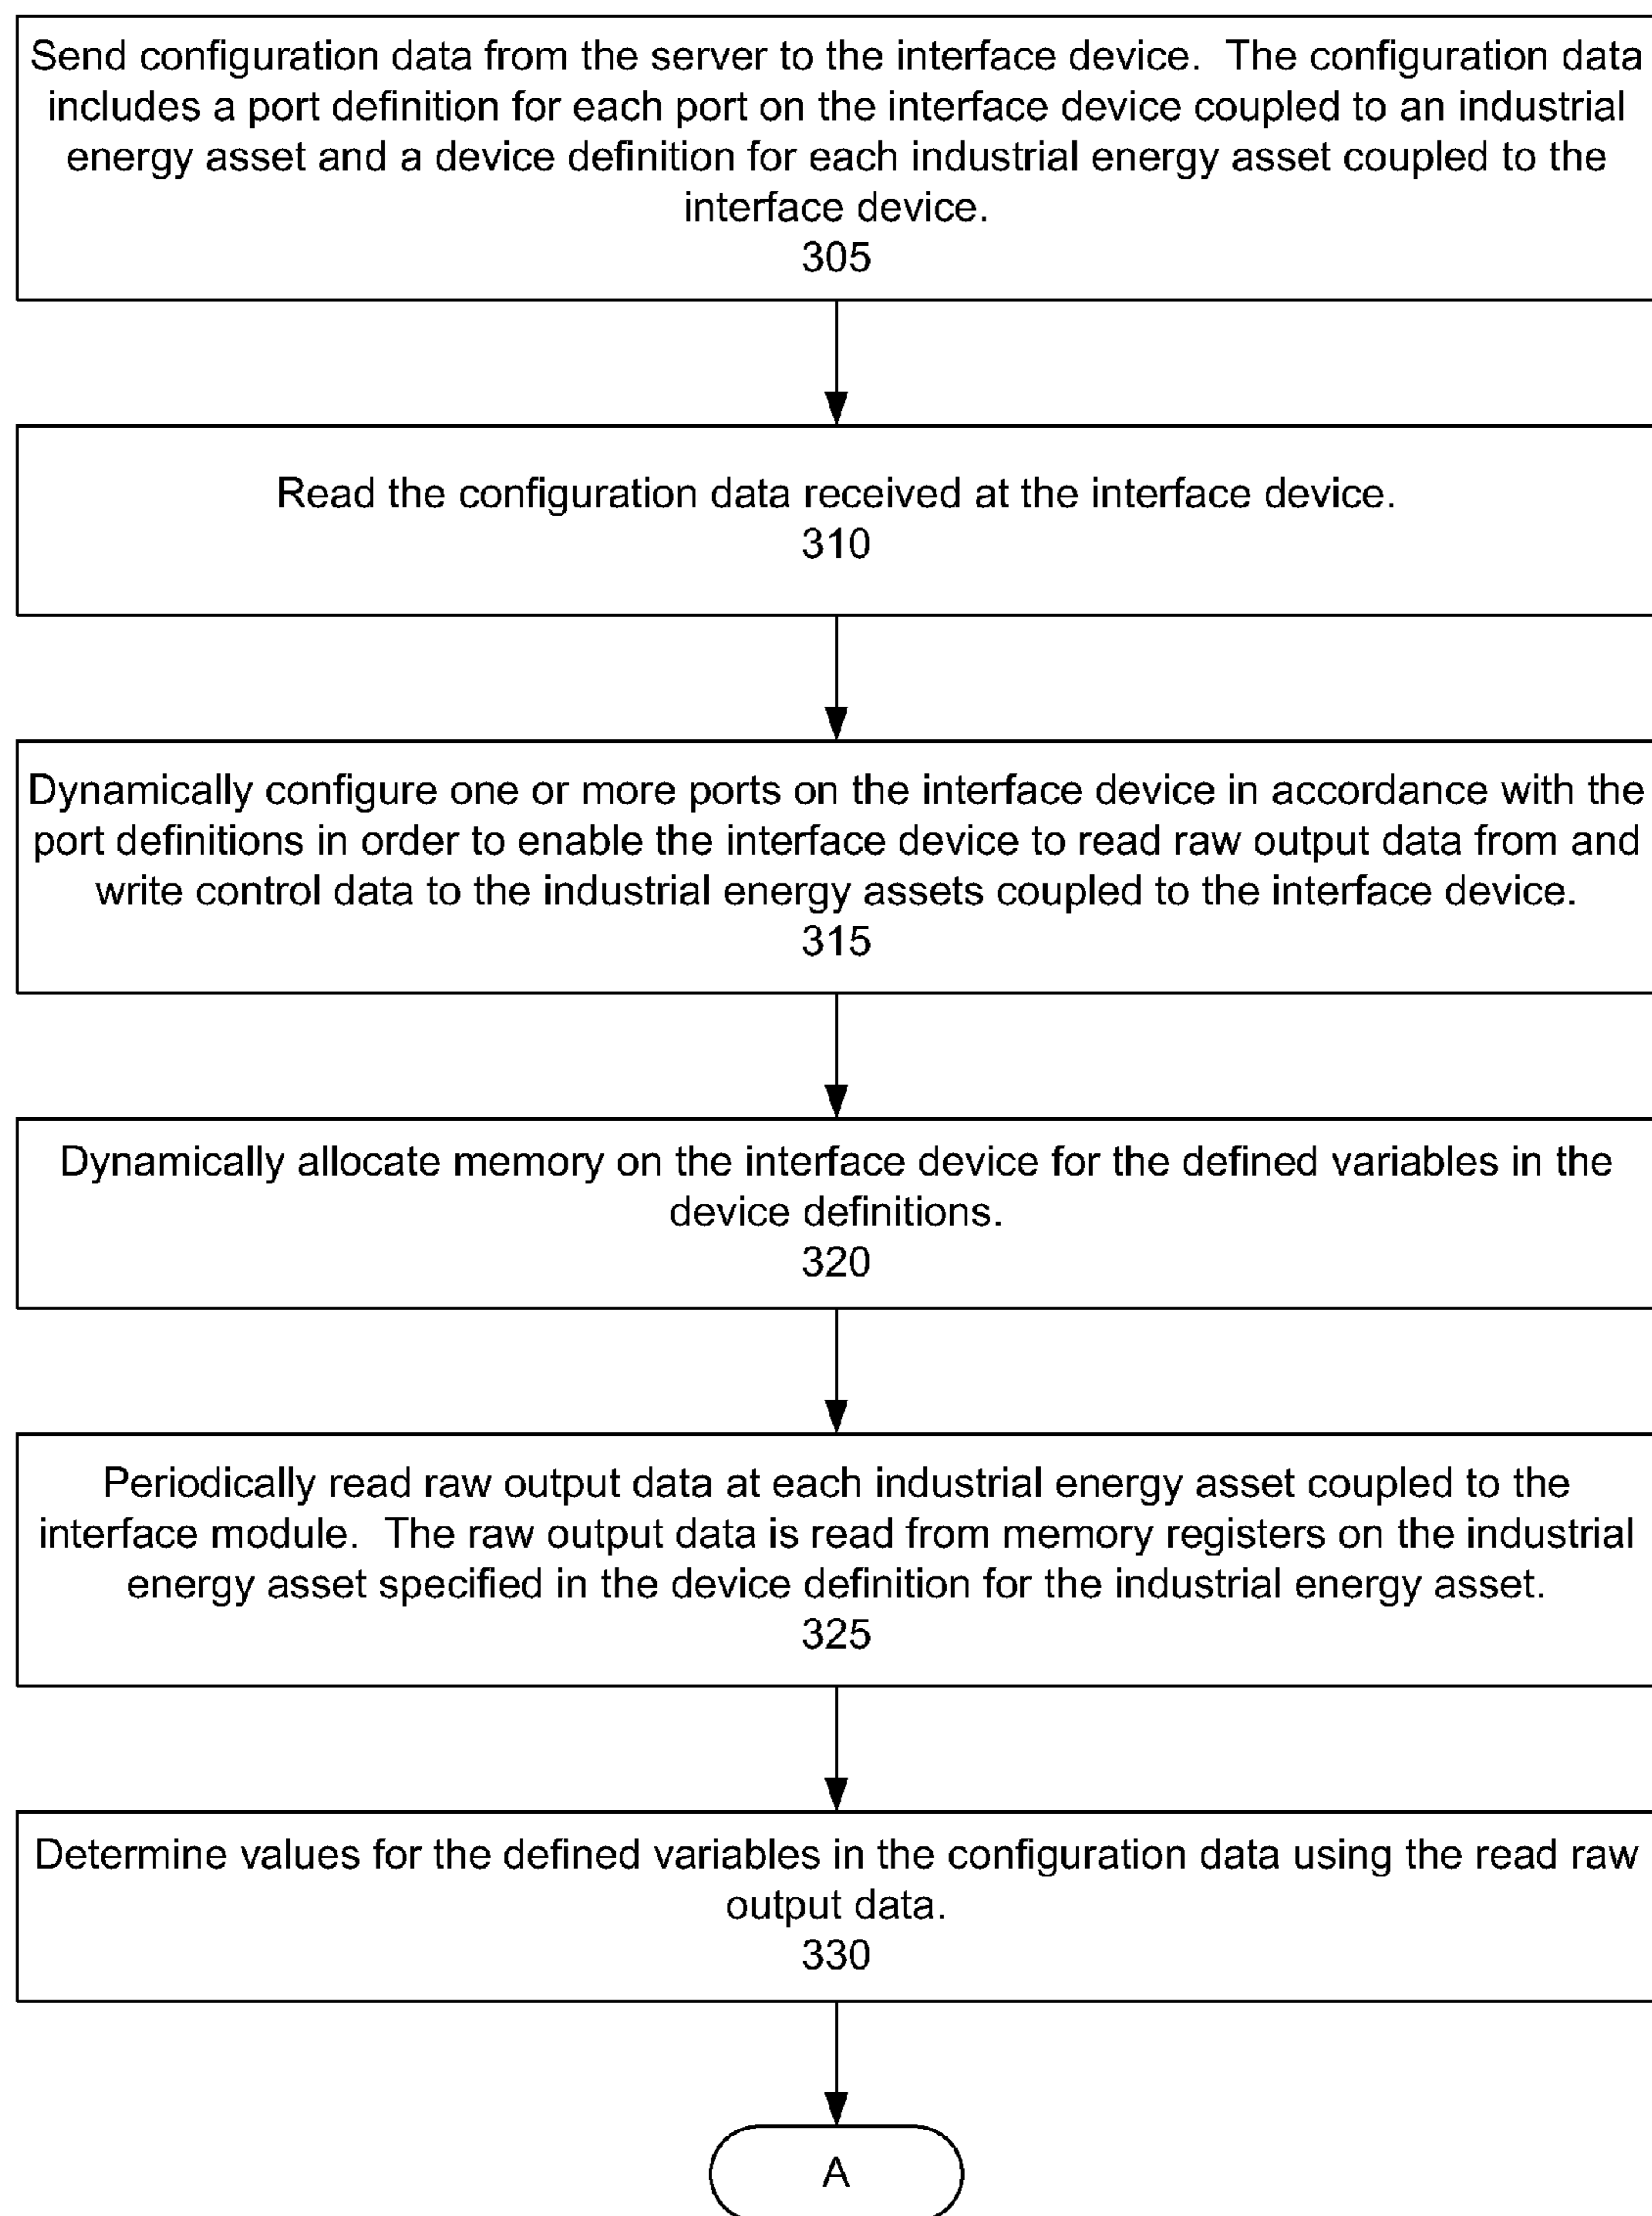 Send configuration data from the server to the interface device. The configuration data
includes a port definition for each port on the interface device coupled to an industrial
energy asset and a device definition for each industrial energy asset coupled to the
interface device.
305
Read the configuration data received at the interface device.
310
Dynamically configure one or more ports on the interface device in accordance with the
port definitions in order to enable the interface device to read raw output data from and
write control data to the industrial energy assets coupled to the interface device.
315
Dynamically allocate memory on the interface device for the defined variables in the
device definitions.
320
Periodically read raw output data at each industrial energy asset coupled to the
interface module. The raw output data is read from memory registers on the industrial
energy asset specified in the device definition for the industrial energy asset.
325
Determine values for the defined variables in the configuration data using the read raw
output data.
330
A